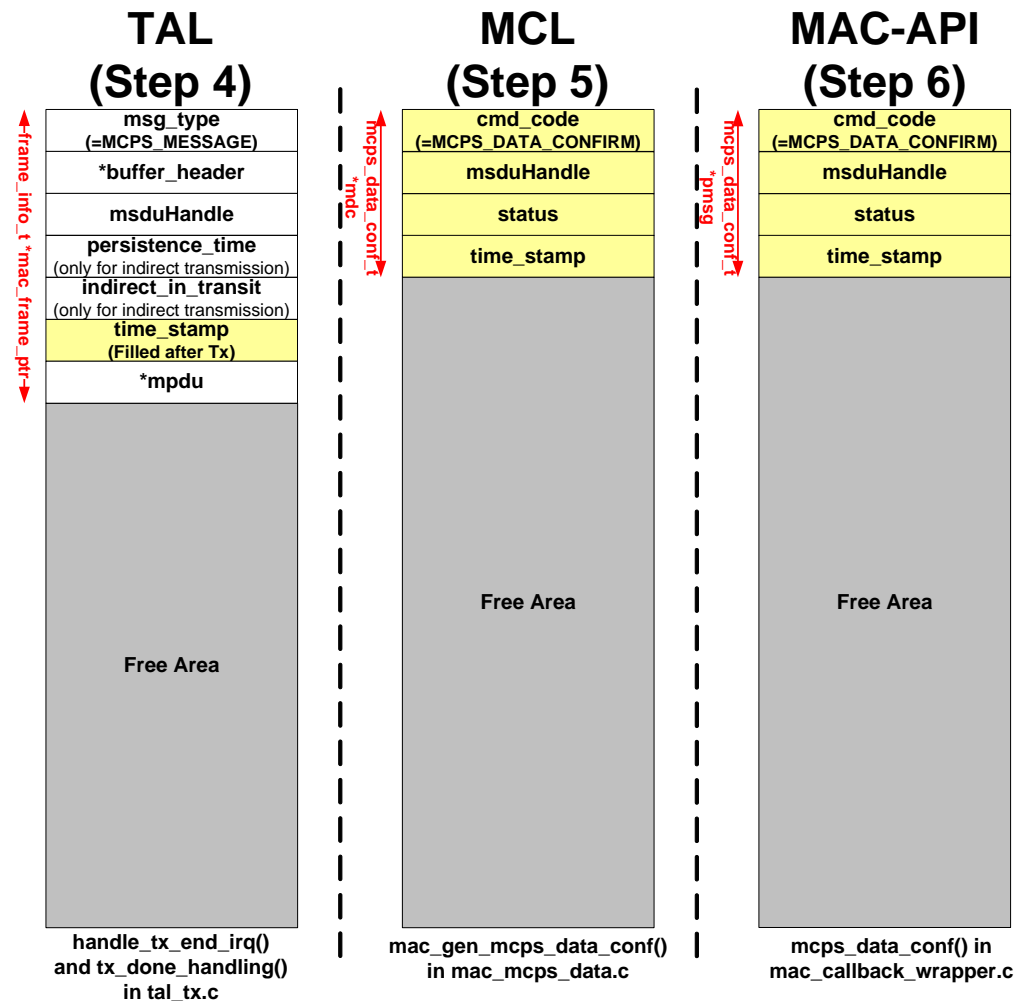 TAL
(Step 4)
frame_info_t *mac_frame_ptr
msg_type
(=MCPS_MESSAGE)
*buffer_header
msduHandle
persistence_time
(only for indirect transmission)
indirect_in_transit
(only for indirect transmission)
time_stamp
(Filled after Tx)
*mpdu
Free Area
handle_tx_end_irq()
and tx_done_handling()
in tal_tx.c
MCL
(Step 5)
mcps_data_conf_t
*mdc
cmd_code
(=MCPS_DATA_CONFIRM)
msduHandle
status
time_stamp
Free Area
mac_gen_mcps_data_conf()
in mac_mcps_data.c
MAC-API
(Step 6)
mcps_data_conf_t
*pmsg
cmd_code
(=MCPS_DATA_CONFIRM)
msduHandle
status
time_stamp
Free Area
mcps_data_conf() in
mac_callback_wrapper.c